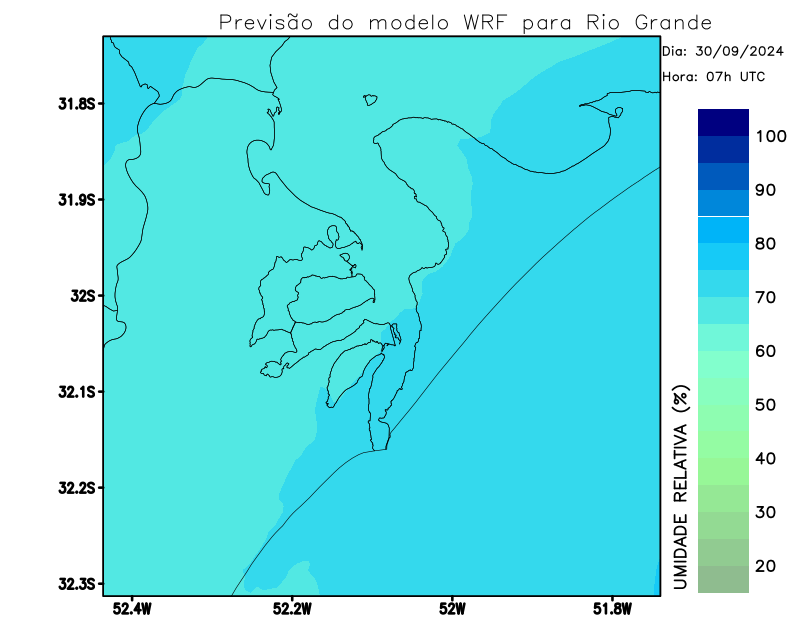 Previsão do modelo WRF para Rio Grande
Dia: 30/09/2024
Hora: 07h UTC
31.8S
31.9S
32S
32.1S
32.2S
32.3S
52.4W
52.2W
52W
51.8W
100
90
80
70
60
50
40
30
20
UMIDADE RELATIVA (%)